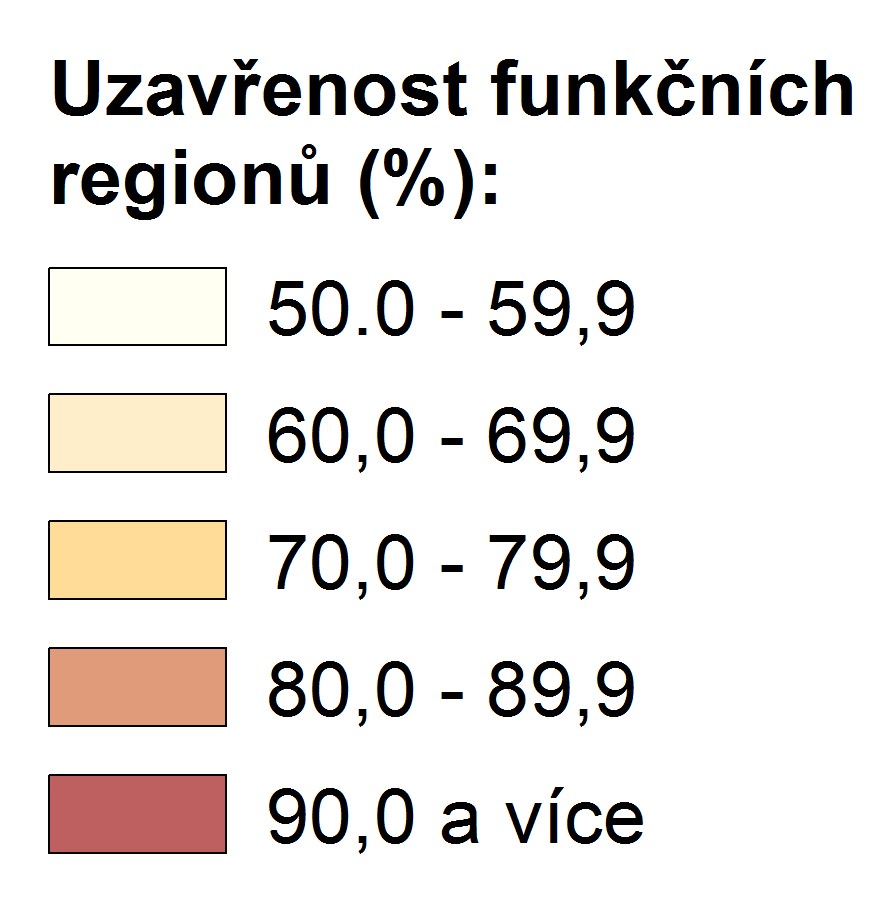 Uzavřenost funkčních
regionů (%):
50.0 - 59,9
60,0 - 69,9
70,0 - 79,9
80,0 - 89,9
90,0 a více